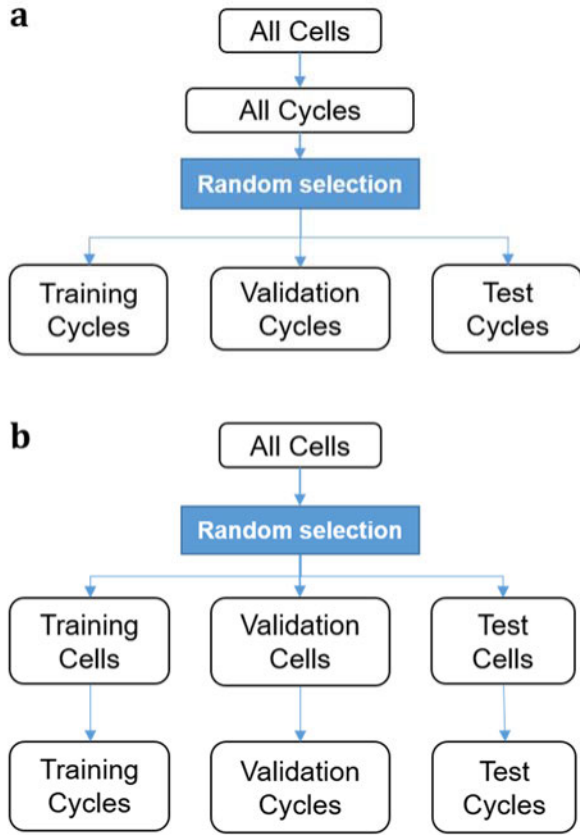 a
All Cells
All Cycles
Random selection
Training
Cycles
Validation
Cycles
Test
Cycles
b
All Cells
Random selection
Training
Cells
Validation
Cells
Test
Cells
Training
Cycles
Validation
Cycles
Test
Cycles